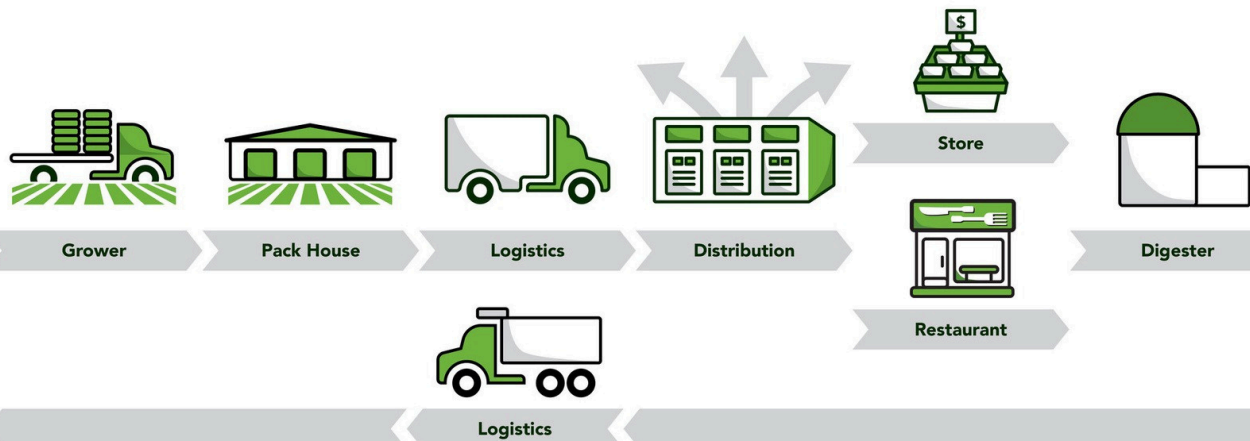 $
Store
Grower
Pack House
Logistics
Distribution
Digester
Restaurant
Logistics